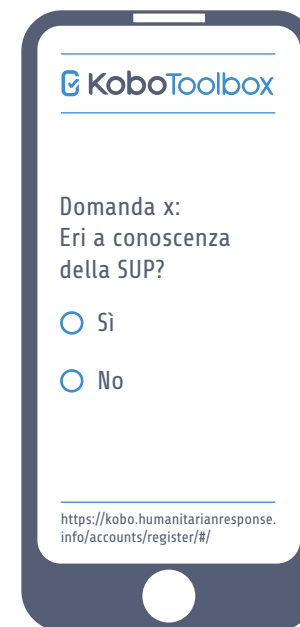 KoboToolbox
Domanda x:
Eri a conoscenza
della SUP?
Sì
No
https://kobo.humanitarianresponse.
info/accounts/register/#/